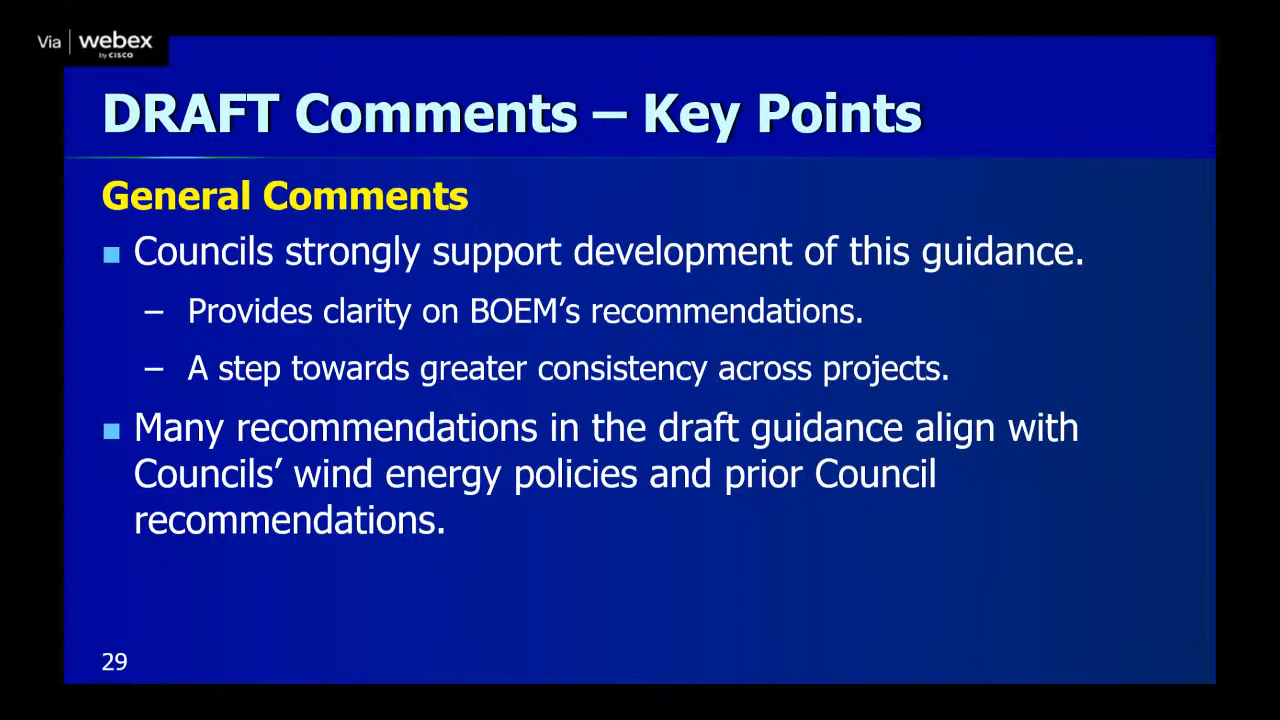 Via webex
by CISCO
DRAFT Comments – Key Points
General Comments
Councils strongly support development of this guidance.
– Provides clarity on BOEM’s recommendations.
– A step towards greater consistency across projects.
Many recommendations in the draft guidance align with
Councils’ wind energy policies and prior Council
recommendations.
29